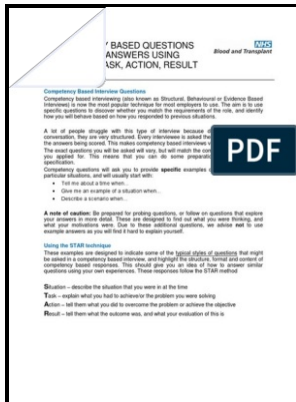 Y BASED QUESTIONS
ANSWERS USING
ASK, ACTION, RESULT
NHS
Blood and Transplant
Competency Based Interview Questions
Competency based interviewing (also known as Structural, Behavioural or Evidence Based
Interviews) is now the most popular technique for most employers to use. The aim is to use
specific questions to discover whether you match the requirements of the role, and identify
how you will behave based on how you responded to previous situations.
A lot of people struggle with this type of interview because
conversation, they are very structured. Every interviewee is asked the
the answers being scored. This makes competency based interviews
The exact questions you will be asked will vary, but will match the
you applied for. This means that you can do some preparation
specification.
PDF
Competency questions will ask you to provide specific examples
particular situations, and will usually start with:
• Tell me about a time when...
• Give me an example of a situation when...
• Describe a scenario when...
A note of caution: Be prepared for probing questions, or follow on questions that explore
your answers in more detail. These are designed to find out what you were thinking, and
what your motivations were. Due to these additional questions, we advise not to use
example answers as you will find it hard to explain yourself.
Using the STAR technique
These examples are designed to indicate some of the typical styles of questions that might
be asked in a competency based interview, and highlight the structure, format and content of
competency based responses. This should give you an idea of how to answer similar
questions using your own experiences. These responses follow the STAR method
Situation – describe the situation that you were in at the time
Task – explain what you had to achieve/or the problem you were solving
Action – tell them what you did to overcome the problem or achieve the objective
Result – tell them what the outcome was, and what your evaluation of this is